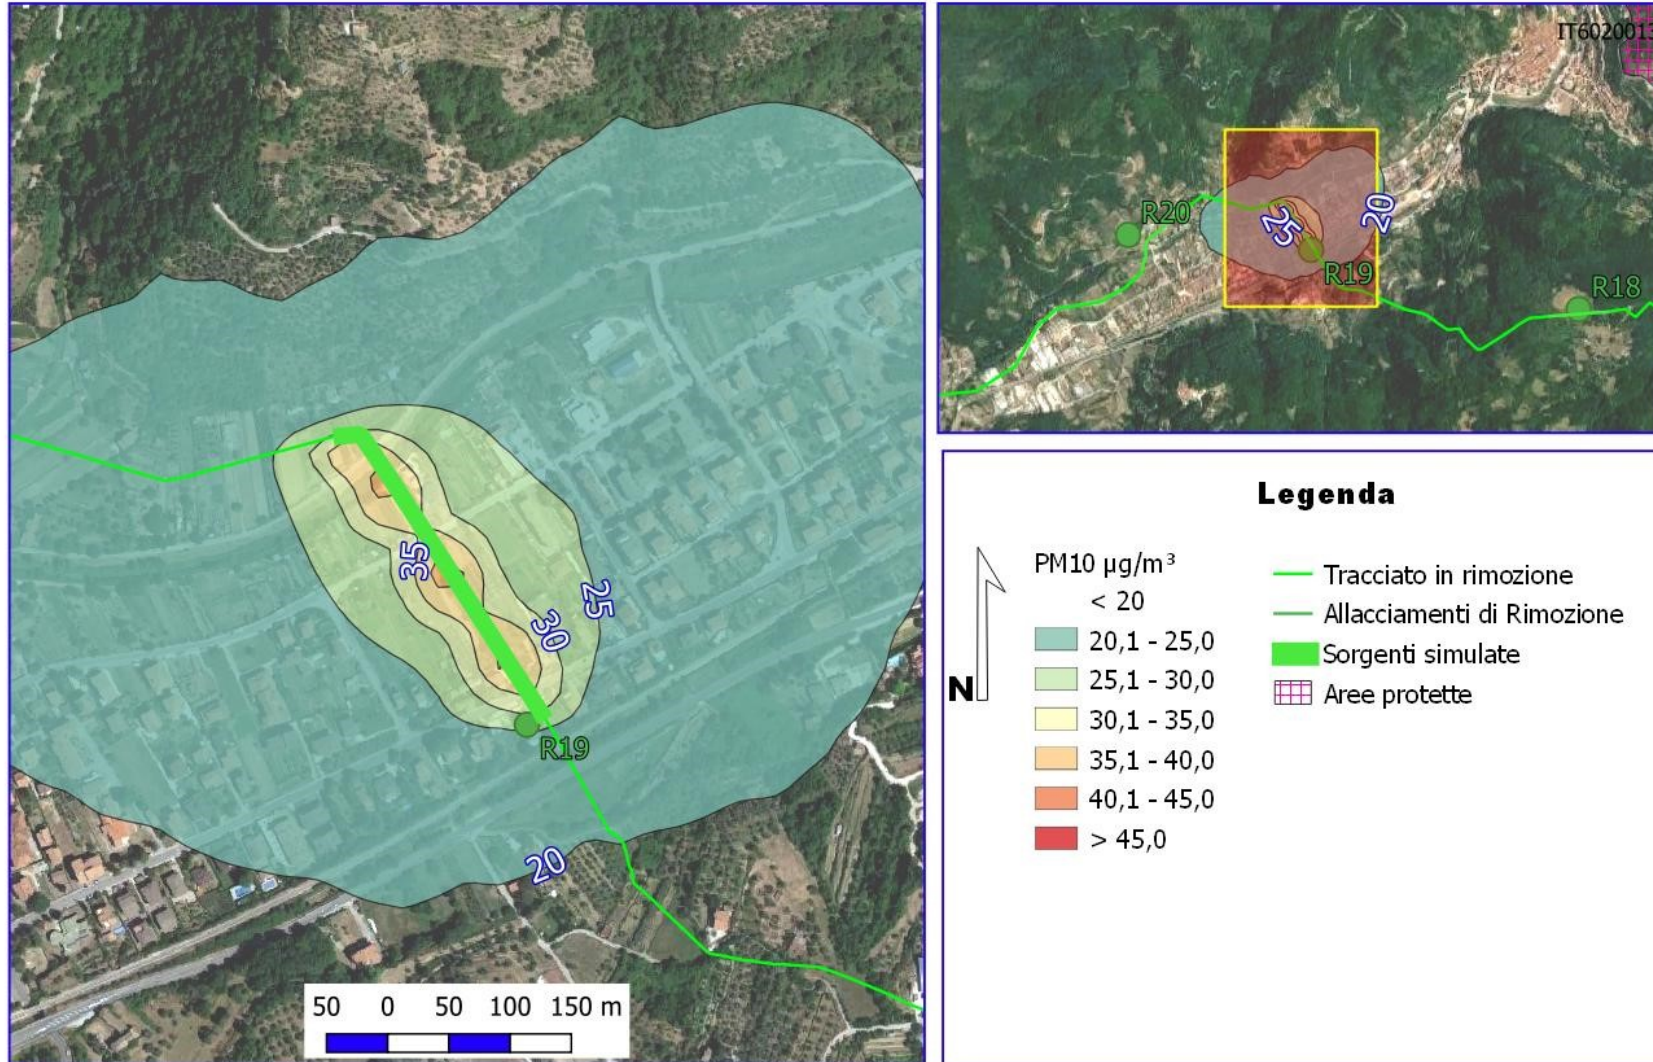 35
30
25
R19
20
50 0 50 100 150 m
IT6020013
R20
25
20
R19
R18
Legenda
N
PM10 µg/m³
< 20
20,1 - 25,0
25,1 - 30,0
30,1 - 35,0
35,1 - 40,0
40,1 - 45,0
> 45,0
Tracciato in rimozione
Allacciamenti di Rimozione
Sorgenti simulate
Aree protette